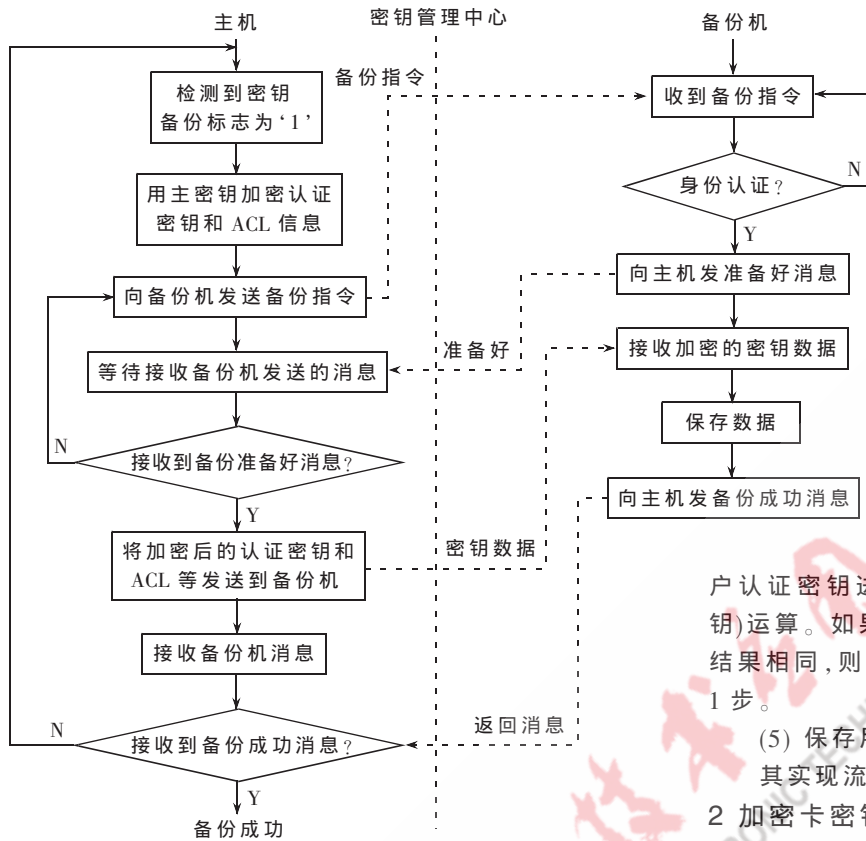 主机
密钥管理中心
备份机
检测到密钥
备份标志为‘1’
备份指令
收到备份指令
用主密钥加密认证
密钥和 ACL 信息
身份认证?
N
Y
向备份机发送备份指令
向主机发准备好消息
等待接收备份机发送的消息
准备好
接收加密的密钥数据
保存数据
接收到备份准备好消息?
N
Y
向主机发备份成功消息
将加密后的认证密钥和
ACL 等发送到备份机
密钥数据
接收备份机消息
返回消息
接收到备份成功消息?
N
Y
备份成功
户认证密钥
钥)运算。如果
结果相同,则
1 步。
(5) 保存
其实现流
2 加密卡密
技术应用
RONIC TECH